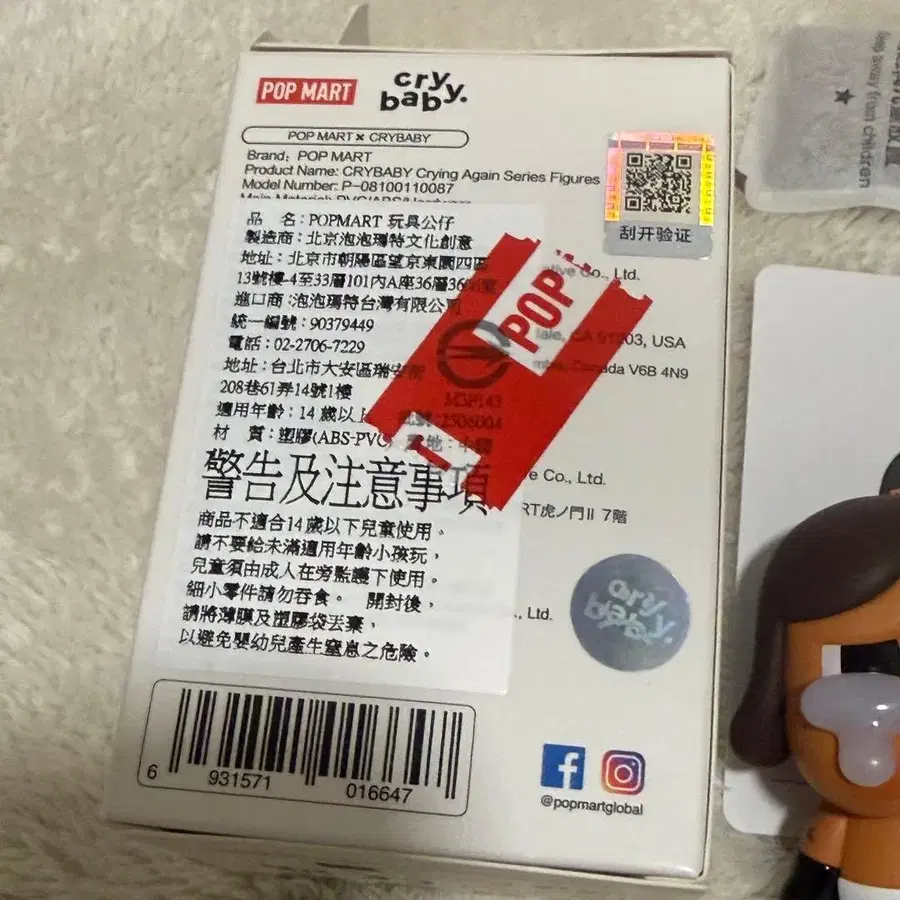 POP MART
cry baby.
POP MART × CRYBABY
Brand: POP MART
Product Name: CRYBABY Crying Again Series Figures
Model Number: P-08100110087
刮开验证
品 名:POPMART 玩具公仔
製造商:北京泡泡瑪特文化創意
地址:北京市朝陽區望京東園四區
13號樓-4至33層101內A座36層36
進口商:泡泡瑪特台灣有限公司
統一編號:90379449
電話:02-2706-7229
地址:台北市大安區瑞安街
208巷61弄14號1樓
適用年齡:14歲以上
2506004
材 質:塑膠(ABS-PVC)
警告及注意事項
商品不適合14歲以下兒童使用。
請不要給未滿適用年齡小孩玩,
兒童須由成人在旁監護下使用。
細小零件請勿吞食。 開封後,
請將薄膜及塑膠袋丟棄,
以避免嬰幼兒產生窒息之危險。
POP
Co., Ltd.
CA 91203, USA
Canada V6B 4N9
Co., Ltd.
虎ノ門II 7階
Ltd.
cry baby.
6 931571 016647
@popmartglobal
away from children